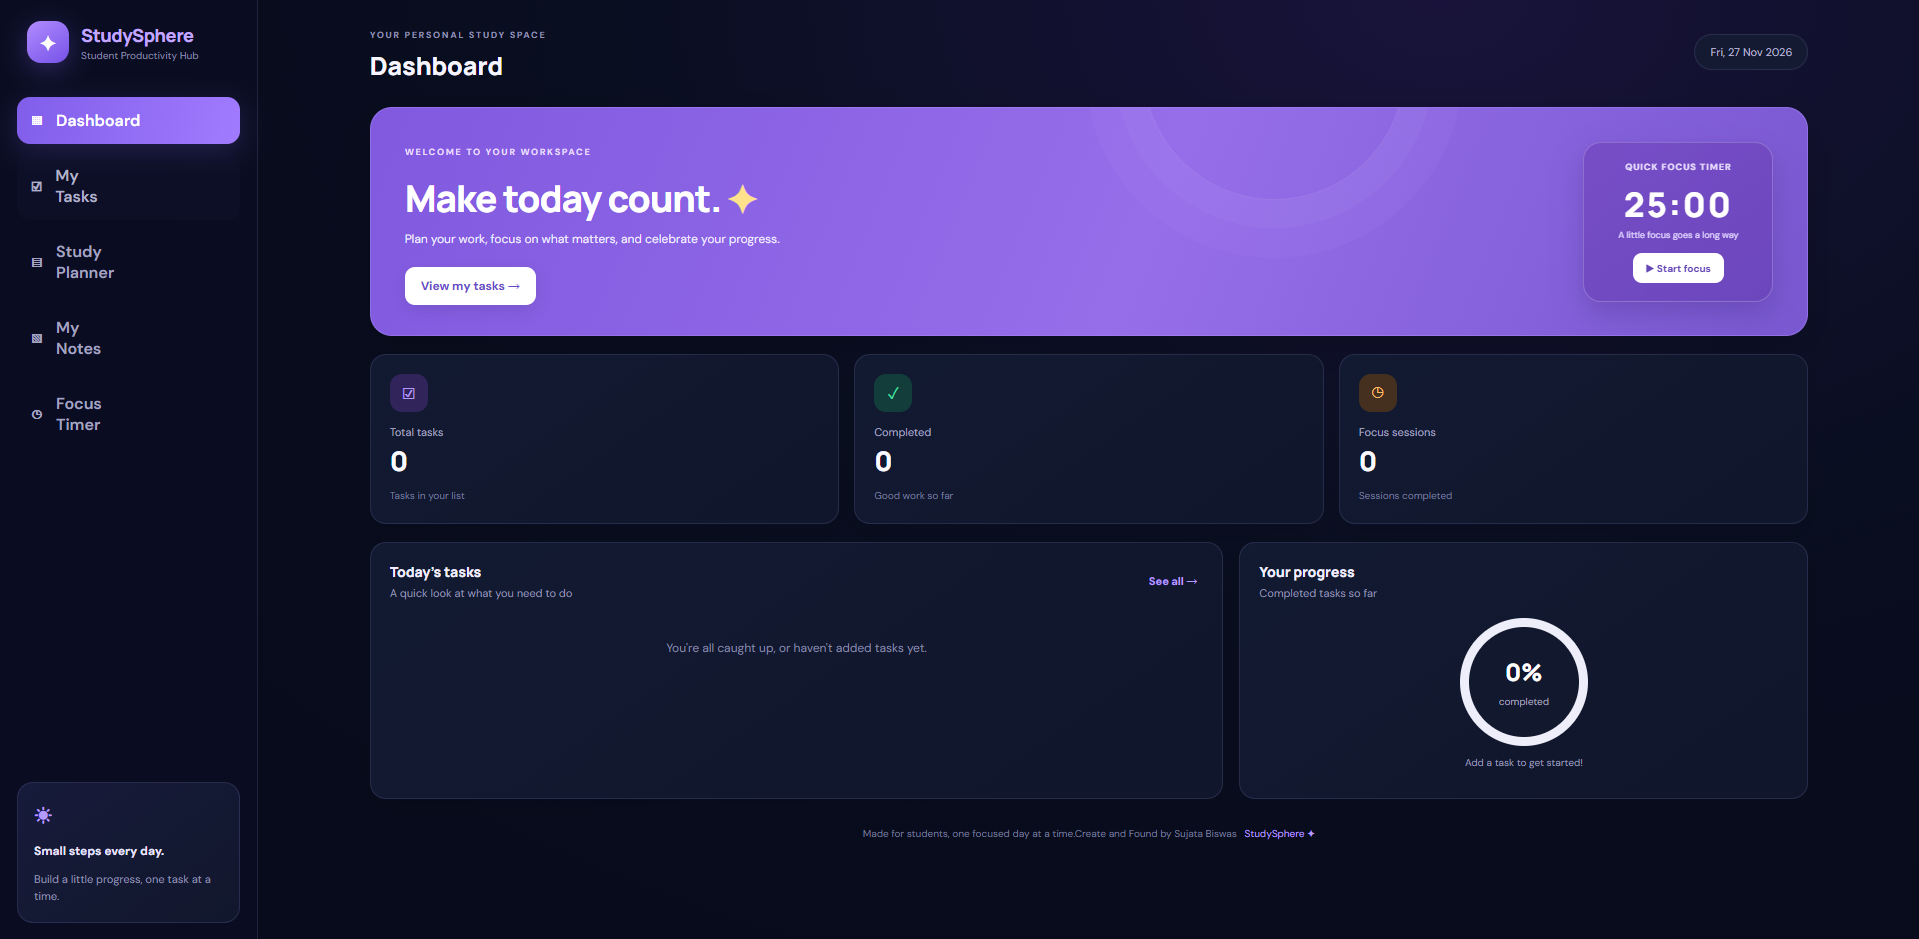 StudySphere
Student Productivity Hub
Dashboard
My
Tasks
Study
Planner
My
Notes
Focus
Timer
Small steps every day.
Build a little progress, one task at a
time.
YOUR PERSONAL STUDY SPACE
Dashboard
Fri, 27 Nov 2026
WELCOME TO YOUR WORKSPACE
Make today count.
Plan your work, focus on what matters, and celebrate your progress.
View my tasks →
QUICK FOCUS TIMER
25:00
A little focus goes a long way
▶ Start focus
Total tasks
0
Tasks in your list
Completed
0
Good work so far
Focus sessions
0
Sessions completed
Today's tasks
A quick look at what you need to do
See all →
You're all caught up, or haven't added tasks yet.
Your progress
Completed tasks so far
0%
completed
Add a task to get started!
Made for students, one focused day at a time.Create and Found by Sujata Biswas StudySphere ✦